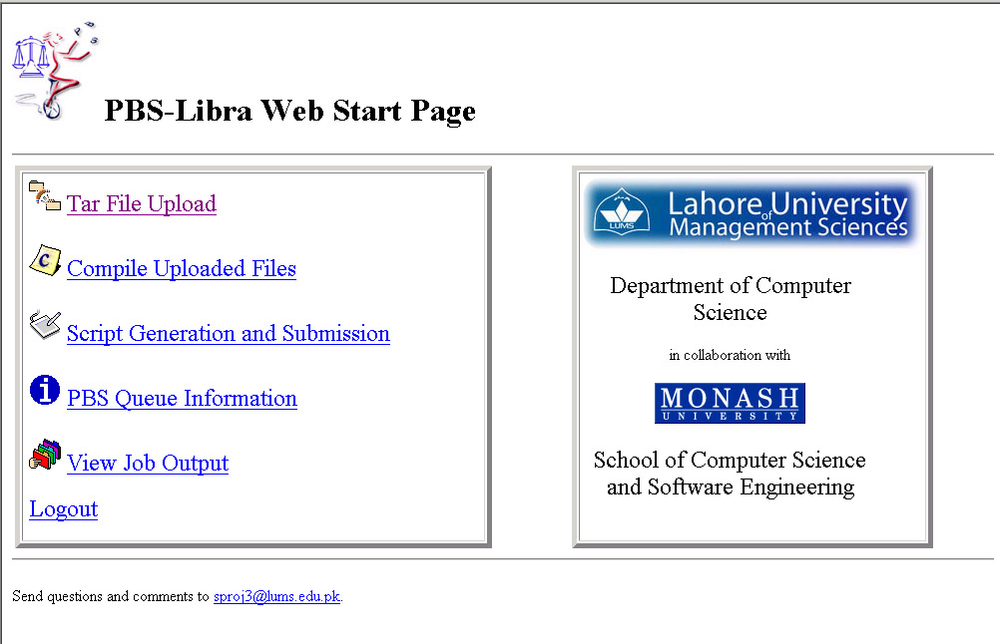 P B S
PBS-Libra Web Start Page
Tar File Upload
C
Compile Uploaded Files
Script Generation and Submission
i
PBS Queue Information
View Job Output
Logout
LUMS
Lahore University
of
Management Sciences
Department of Computer
Science
in collaboration with
MONASH
UNIVERSITY
School of Computer Science
and Software Engineering
Send questions and comments to sproj3@lums.edu.pk.